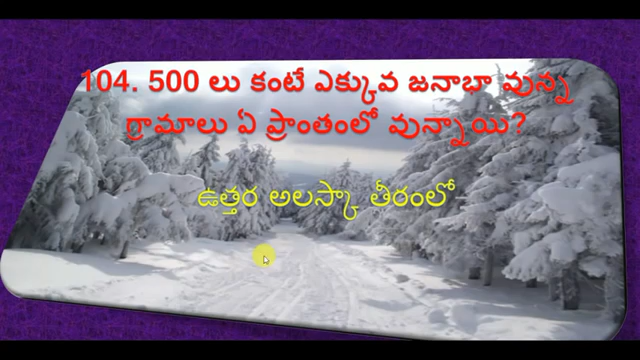 104. 500 లు కంటే ఎక్కువ జనాభా వున్న
గ్రామాలు ఏ ప్రాంతంలో వున్నాయి?
ఉత్తర అలస్కా తీరంలో